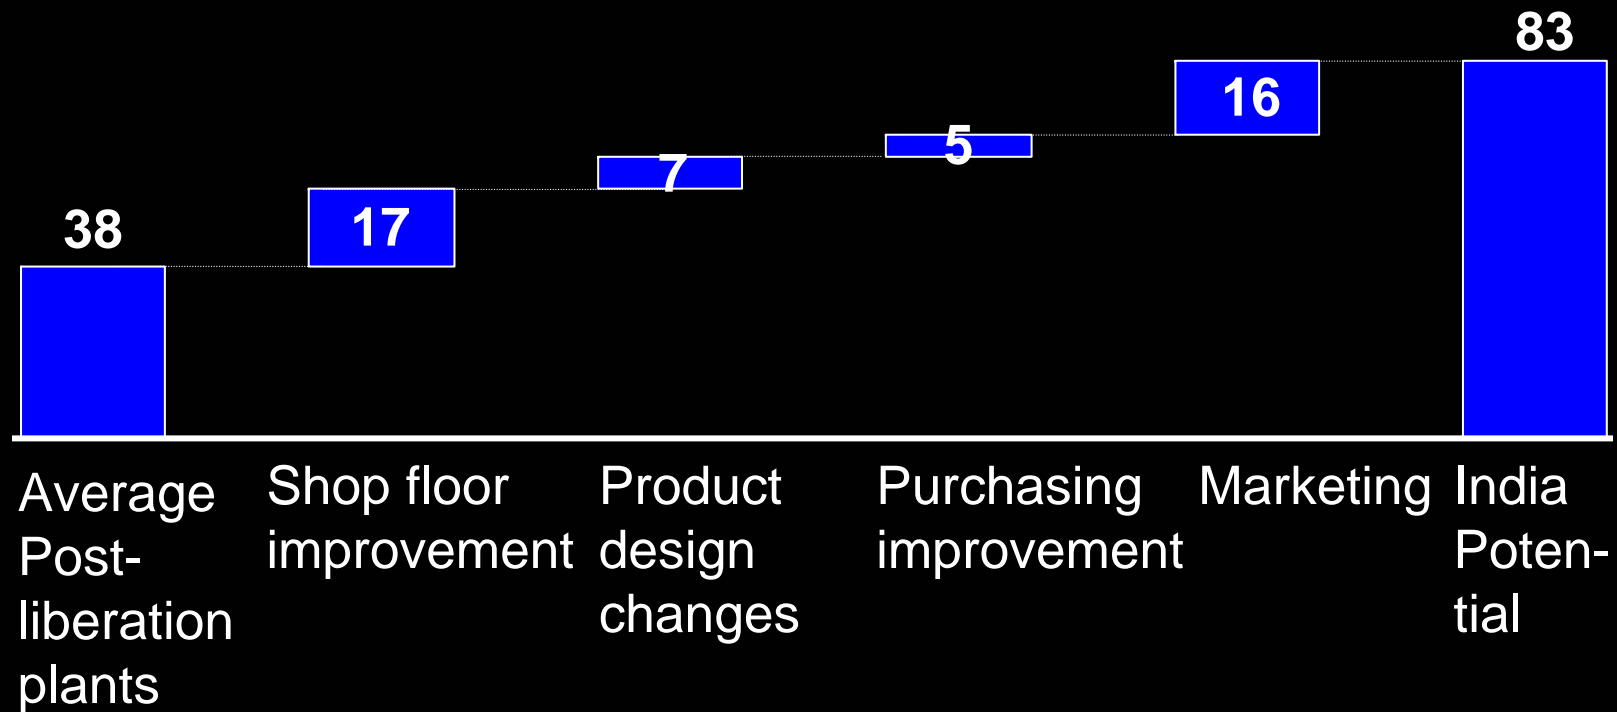 83
16
5
7
17
38
Average
Post-
liberation
plants
Shop floor
improvement
Product
design
changes
Purchasing
improvement
Marketing
India
Poten-
tial